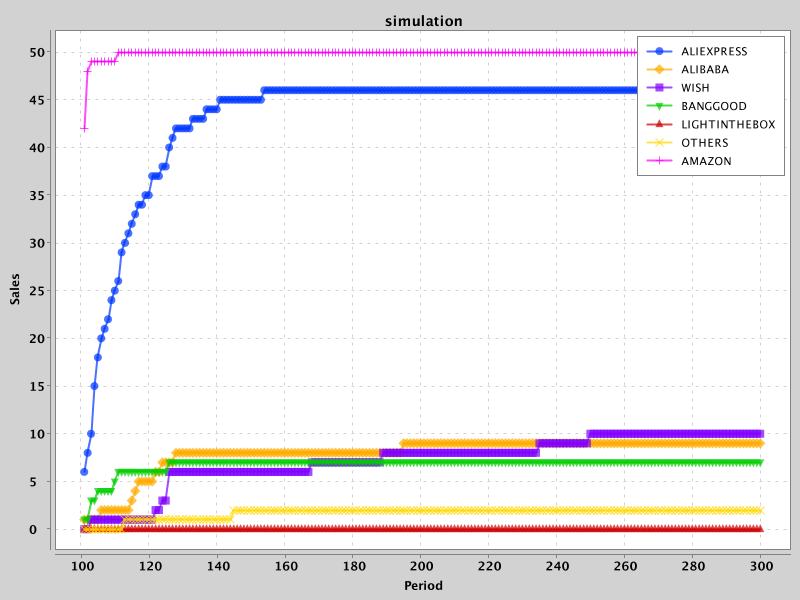 simulation
50
45
40
35
30
25
20
15
10
5
0
Sales
100 120 140 160 180 200 220 240 260 280 300
Period
ALIEXPRESS
ALIBABA
WISH
BANGGOOD
LIGHTINTHEBOX
OTHERS
AMAZON